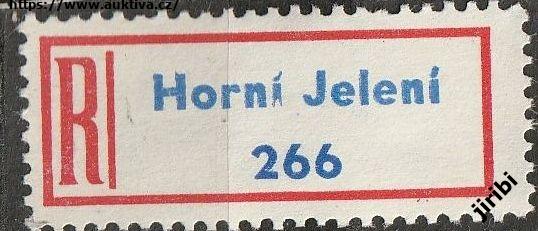 https://www.auktiva.cz/
R Horní Jelení
266
jiribi